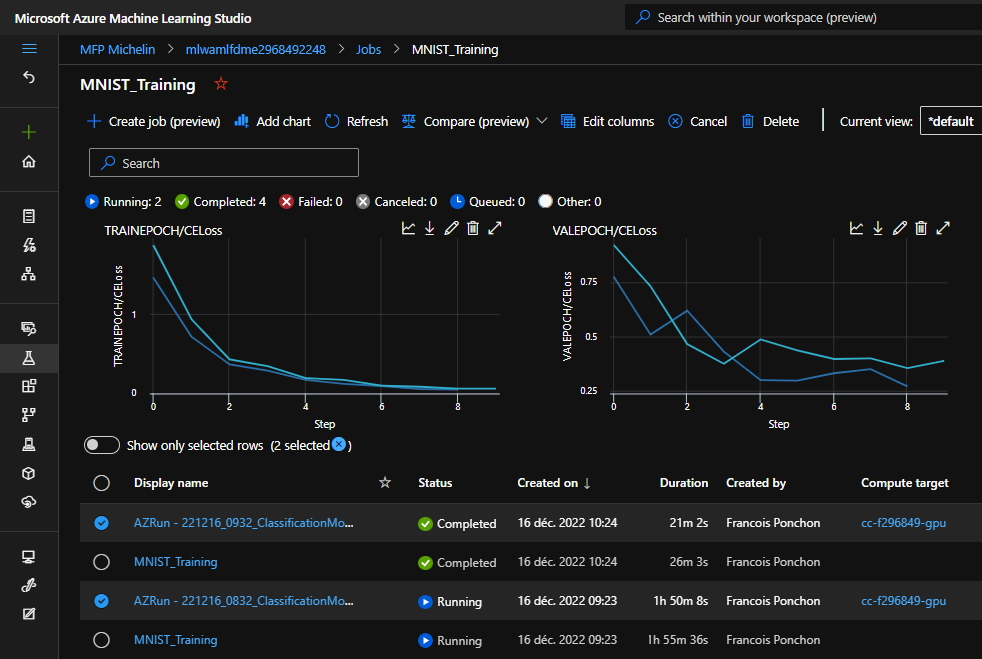 Microsoft Azure Machine Learning Studio
Search within your workspace (preview)
MFP Michelin > mlwamlfdme2968492248 > Jobs > MNIST_Training
MNIST_Training
Create job (preview) Add chart Refresh Compare (preview) Edit columns Cancel Delete Current view: *default
Search
Running: 2 Completed: 4 Failed: 0 Canceled: 0 Queued: 0 Other: 0
TRAINEPOCH/CELoss
TRAINEPOCH/CELoss
1
0
0 2 4 6 8
Step
VALEPOCH/CELoss
VALEPOCH/CELoss
0.75
0.5
0.25
0 2 4 6 8
Step
Show only selected rows (2 selected )
Display name Status Created on ↓ Duration Created by Compute target
AZRun - 221216_0932_ClassificationMo... Completed 16 déc. 2022 10:24 21m 2s Francois Ponchon cc-f296849-gpu
MNIST_Training Completed 16 déc. 2022 10:24 26m 3s Francois Ponchon
AZRun - 221216_0832_ClassificationMo... Running 16 déc. 2022 09:23 1h 50m 8s Francois Ponchon cc-f296849-gpu
MNIST_Training Running 16 déc. 2022 09:23 1h 55m 36s Francois Ponchon